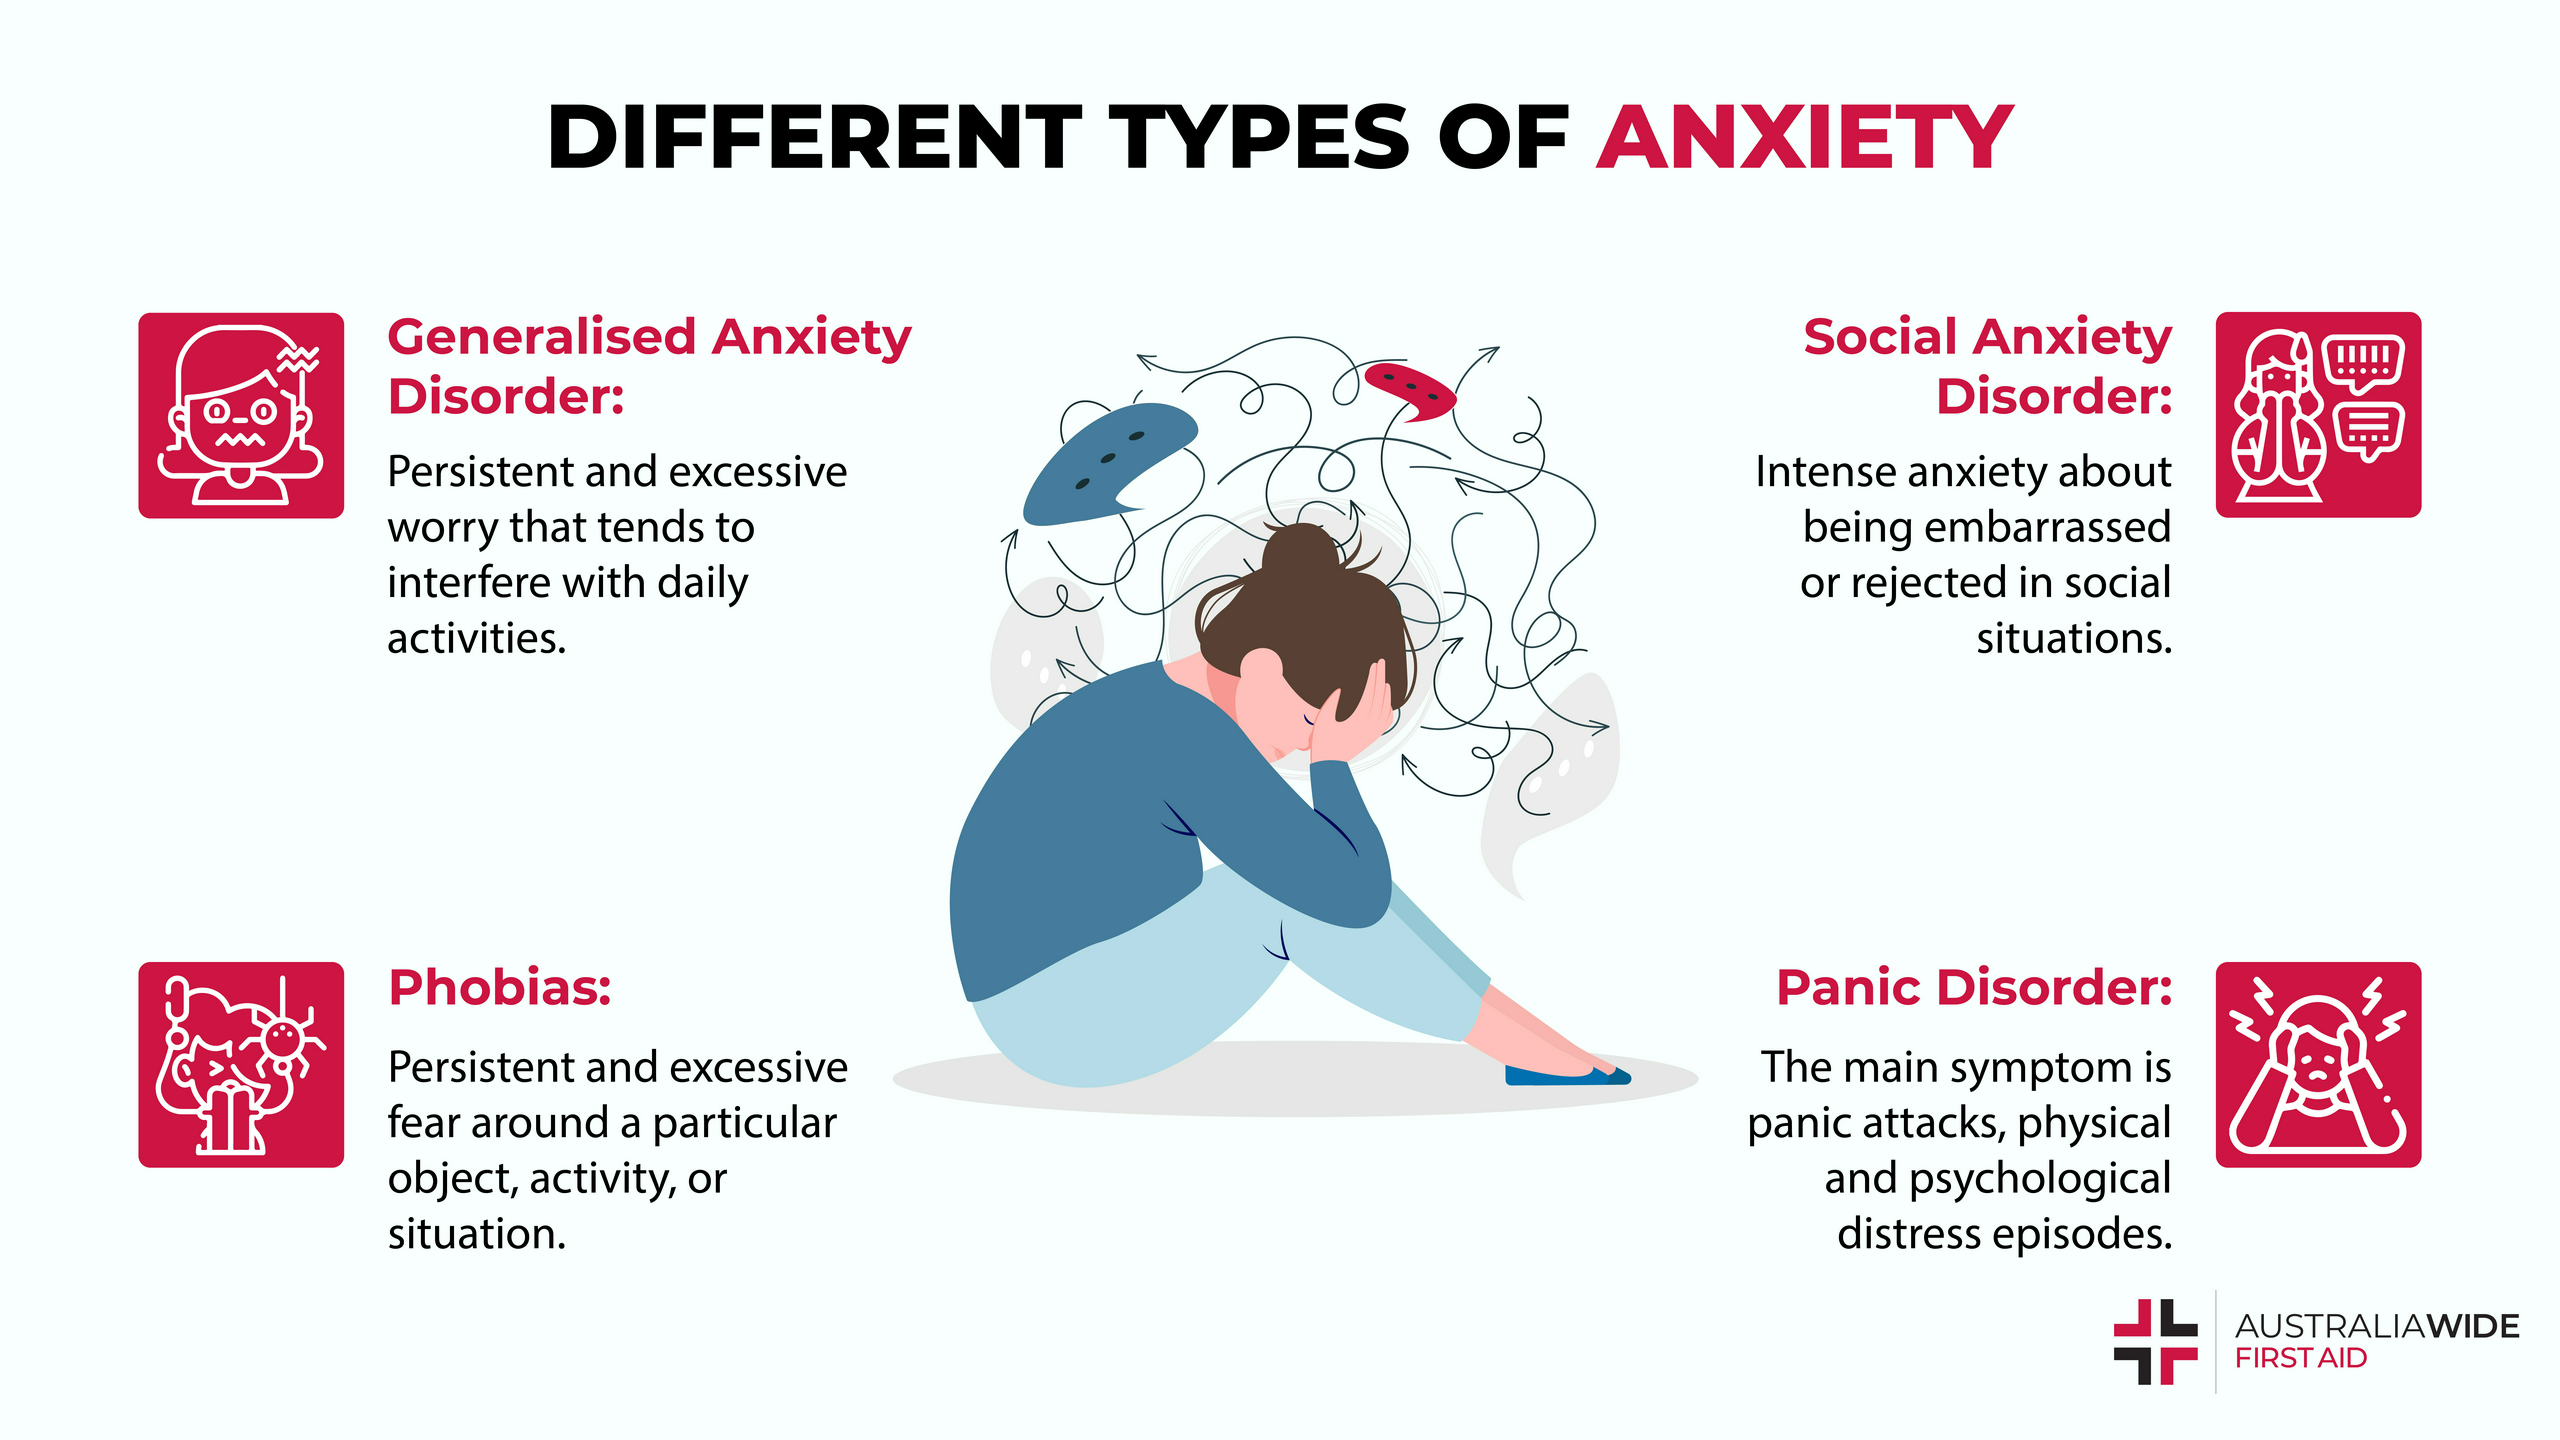 DIFFERENT TYPES OF ANXIETY
Generalised Anxiety
Disorder:
Persistent and excessive
worry that tends to
interfere with daily
activities.
Social Anxiety
Disorder:
Intense anxiety about
being embarrassed
or rejected in social
situations.
Phobias:
Persistent and excessive
fear around a particular
object, activity, or
situation.
Panic Disorder:
The main symptom is
panic attacks, physical
and psychological
distress episodes.
AUSTRALIAWIDE
FIRST AID